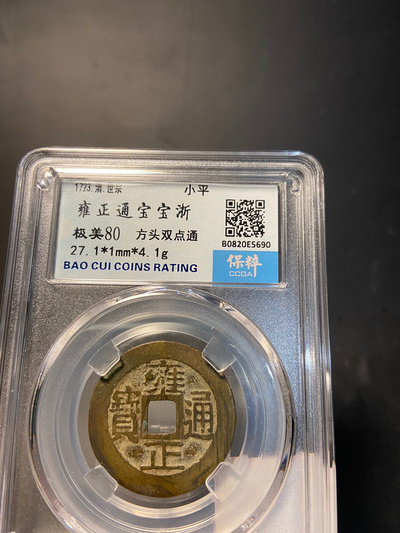 1723.清.世宗
小平
雍正通宝宝浙
极美80 方头双点通
27.1*1mm*4.1g
BAO CUI COINS RATING
B0820E5690
保粹
CCGA
雍
正
通
寶